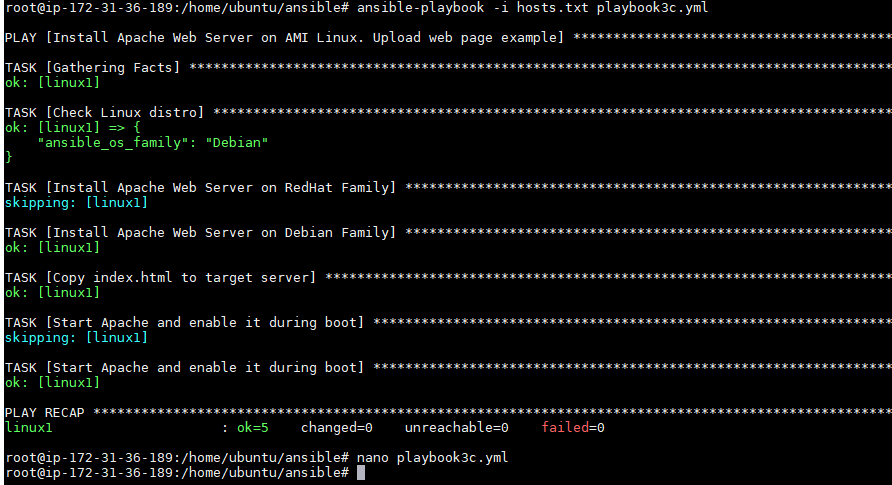 root@ip-172-31-36-189:/home/ubuntu/ansible# ansible-playbook -i hosts.txt playbook3c.yml
PLAY [Install Apache Web Server on AMI Linux. Upload web page example] ****************************************
TASK [Gathering Facts] ****************************************************************************************
ok: [linux1]
TASK [Check Linux distro] *************************************************************************************
ok: [linux1] => {
    "ansible_os_family": "Debian"
}
TASK [Install Apache Web Server on RedHat Family] *************************************************************
skipping: [linux1]
TASK [Install Apache Web Server on Debian Family] *************************************************************
ok: [linux1]
TASK [Copy index.html to target server] ***********************************************************************
ok: [linux1]
TASK [Start Apache and enable it during boot] *****************************************************************
skipping: [linux1]
TASK [Start Apache and enable it during boot] *****************************************************************
ok: [linux1]
PLAY RECAP ****************************************************************************************************
linux1                     : ok=5    changed=0    unreachable=0    failed=0
root@ip-172-31-36-189:/home/ubuntu/ansible# nano playbook3c.yml
root@ip-172-31-36-189:/home/ubuntu/ansible#